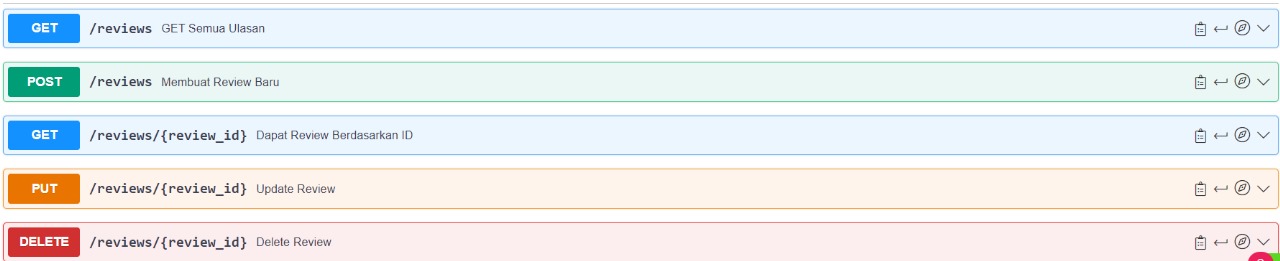 GET /reviews GET Semua Ulasan
POST /reviews Membuat Review Baru
GET /reviews/{review_id} Dapat Review Berdasarkan ID
PUT /reviews/{review_id} Update Review
DELETE /reviews/{review_id} Delete Review